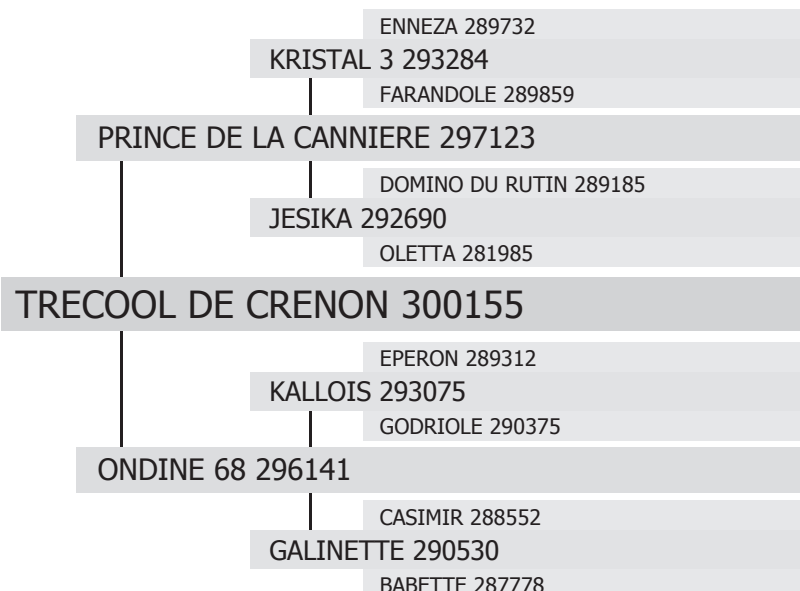 ENNEZA 289732
KRISTAL 3 293284
FARANDOLE 289859
PRINCE DE LA CANNIERE 297123
DOMINO DU RUTIN 289185
JESIKA 292690
OLETTA 281985
TRECOOL DE CRENON 300155
EPERON 289312
KALLOIS 293075
GODRIOLE 290375
ONDINE 68 296141
CASIMIR 288552
GALINETTE 290530
BABETTE 287778